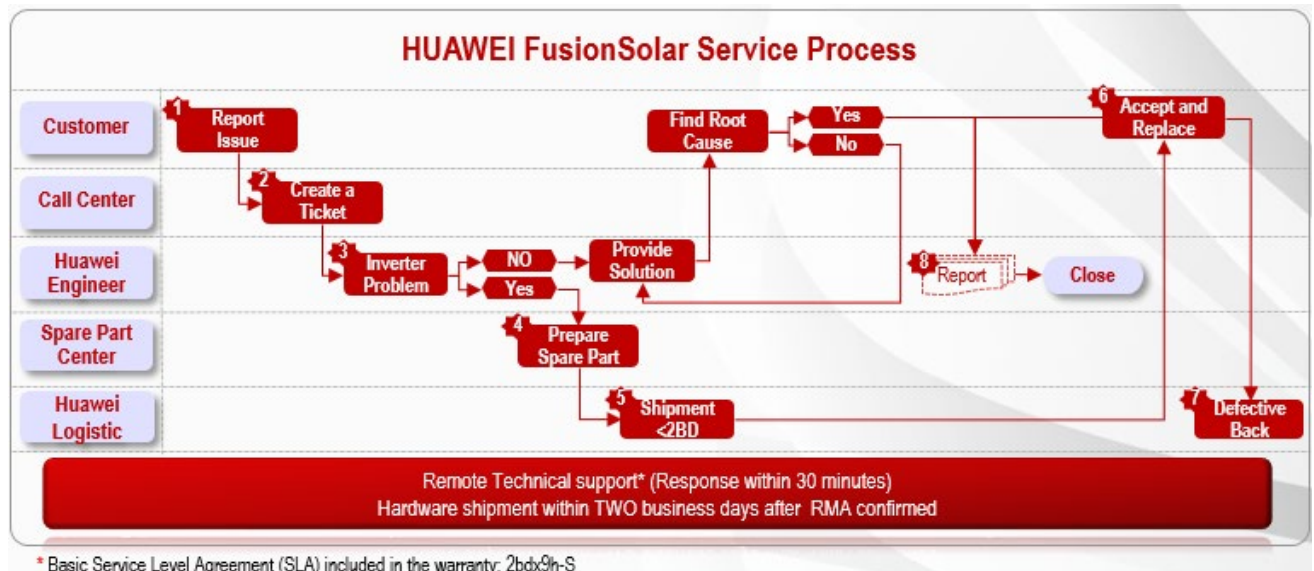 HUAWEI FusionSolar Service Process
Customer
1
Report
Issue
Find Root
Cause
Yes
No
6
Accept and
Replace
Call Center
2
Create a
Ticket
Huawei
Engineer
3
Inverter
Problem
NO
Yes
Provide
Solution
8
Report
Close
Spare Part
Center
4
Prepare
Spare Part
Huawei
Logistic
5
Shipment
<2BD
7
Defective
Back
Remote Technical support* (Response within 30 minutes)
Hardware shipment within TWO business days after RMA confirmed
* Basic Service Level Agreement (SLA) included in the warranty: 2bdx9h-S